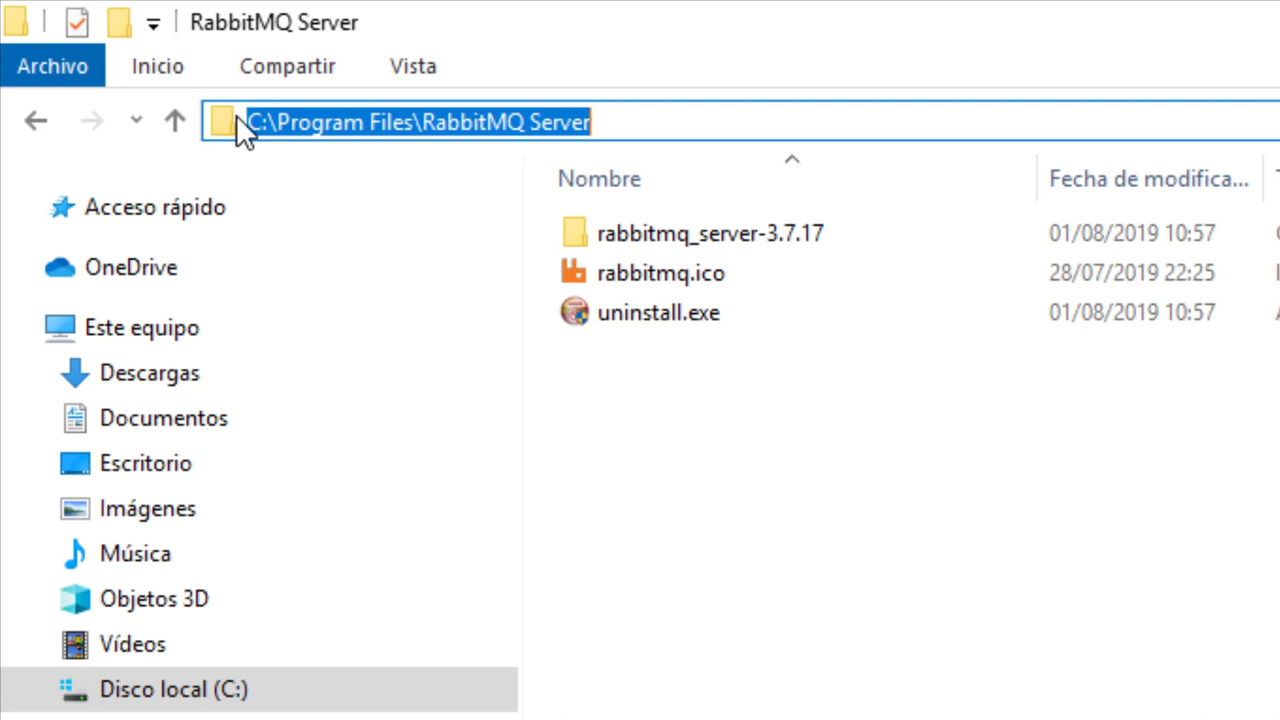 RabbitMQ Server
Archivo Inicio Compartir Vista
C:\Program Files\RabbitMQ Server
Nombre Fecha de modifica...
rabbitmq_server-3.7.17 01/08/2019 10:57
rabbitmq.ico 28/07/2019 22:25
uninstall.exe 01/08/2019 10:57
Acceso rápido
OneDrive
Este equipo
Descargas
Documentos
Escritorio
Imágenes
Música
Objetos 3D
Vídeos
Disco local (C:)